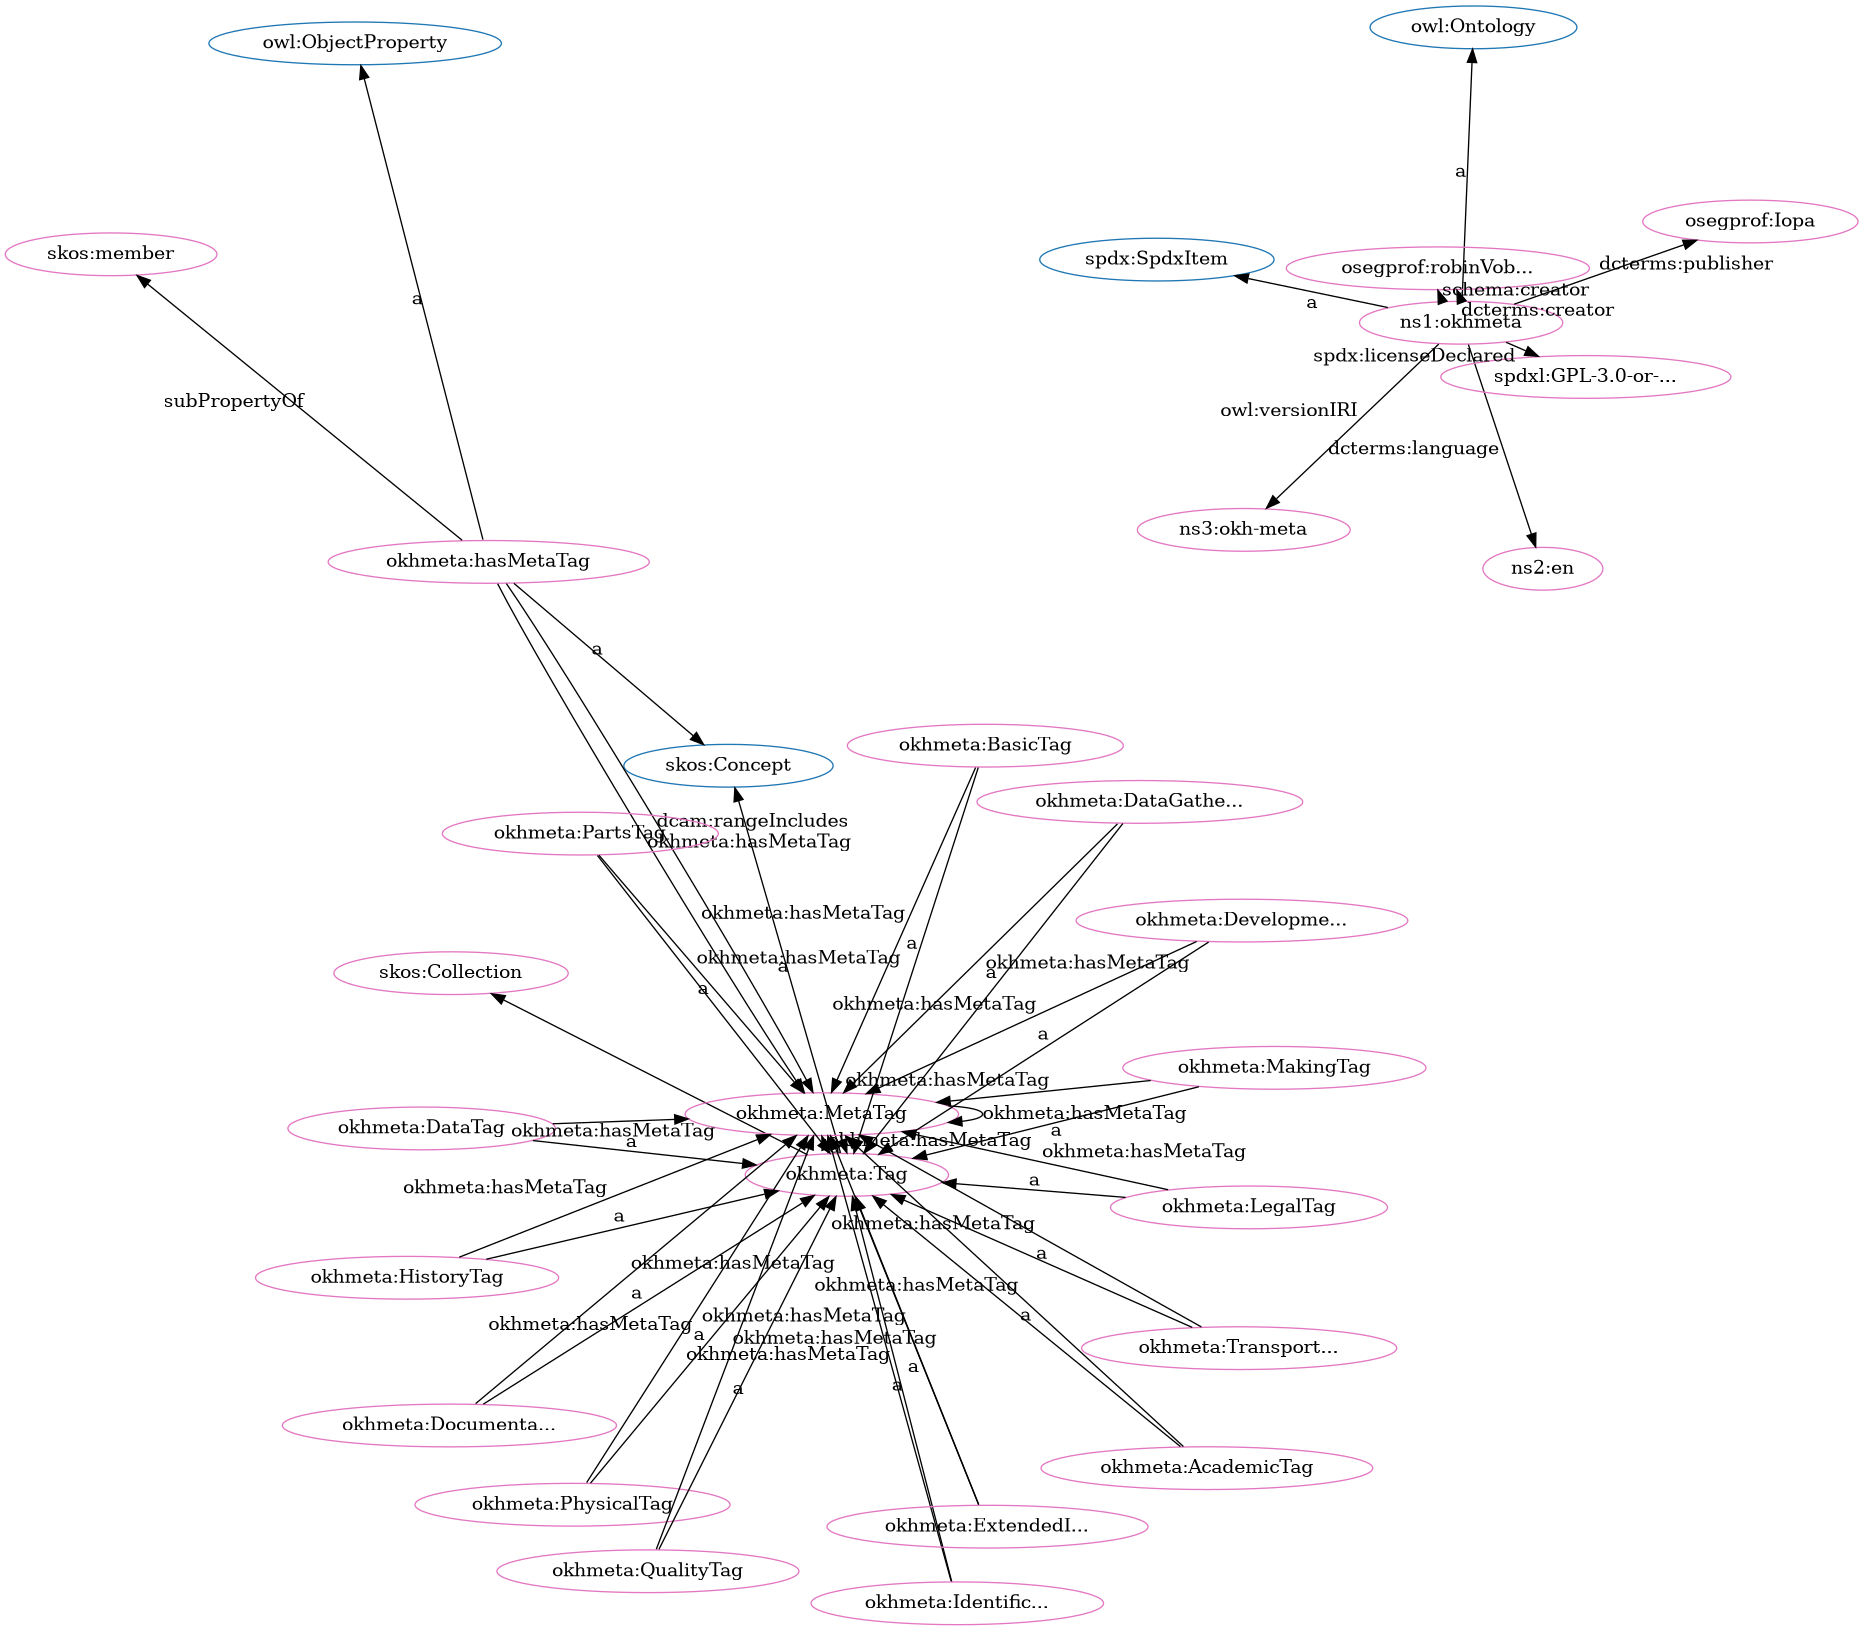 owl:ObjectProperty
owl:Ontology
a
osegprof:Iopa
skos:member
spdx:SpdxItem
osegprof:robinVob...
dcterms:publisher
schema:creator
a
a
dcterms:creator
ns1:okhmeta
spdx:licenseDeclared
spdxl:GPL-3.0-or-...
subPropertyOf
owl:versionIRI
dcterms:language
ns3:okh-meta
okhmeta:hasMetaTag
ns2:en
a
okhmeta:BasicTag
skos:Concept
okhmeta:DataGathe...
dcam:rangeIncludes
okhmeta:PartsTag
okhmeta:hasMetaTag
okhmeta:hasMetaTag
okhmeta:Developme...
a
okhmeta:hasMetaTag
okhmeta:hasMetaTag
a
skos:Collection
a
a
okhmeta:hasMetaTag
a
okhmeta:MakingTag
okhmeta:hasMetaTag
okhmeta:MetaTag
okhmeta:hasMetaTag
okhmeta:DataTag
okhmeta:hasMetaTag
a
okhmeta:hasMetaTag
a
okhmeta:hasMetaTag
okhmeta:Tag
a
okhmeta:hasMetaTag
okhmeta:LegalTag
a
okhmeta:hasMetaTag
a
okhmeta:hasMetaTag
okhmeta:HistoryTag
okhmeta:hasMetaTag
a
okhmeta:hasMetaTag
a
okhmeta:hasMetaTag
a
okhmeta:hasMetaTag
okhmeta:Transport...
okhmeta:hasMetaTag
a
a
a
okhmeta:Documenta...
okhmeta:AcademicTag
okhmeta:PhysicalTag
okhmeta:ExtendedI...
okhmeta:QualityTag
okhmeta:Identific...